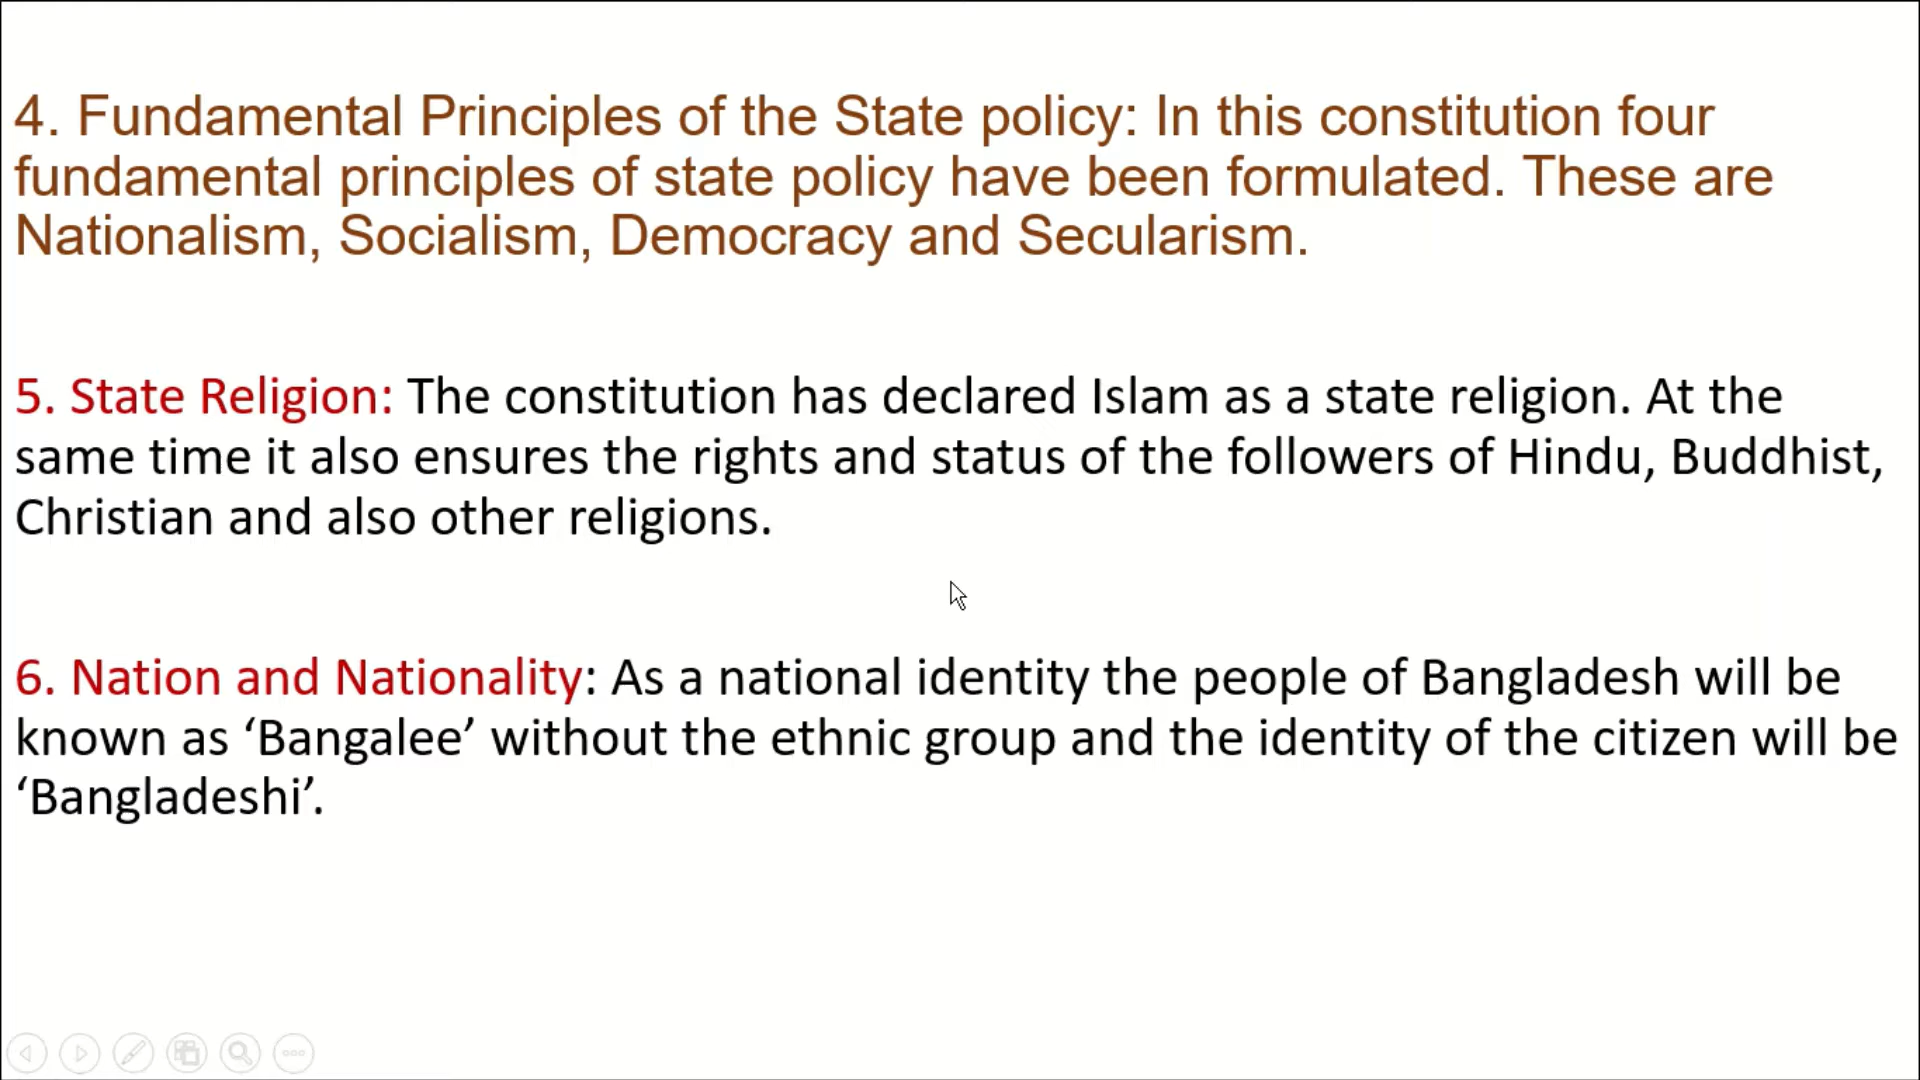 4. Fundamental Principles of the State policy: In this constitution four
fundamental principles of state policy have been formulated. These are
Nationalism, Socialism, Democracy and Secularism.
5. State Religion: The constitution has declared Islam as a state religion. At the
same time it also ensures the rights and status of the followers of Hindu, Buddhist,
Christian and also other religions.
6. Nation and Nationality: As a national identity the people of Bangladesh will be
known as ‘Bangalee’ without the ethnic group and the identity of the citizen will be
‘Bangladeshi’.